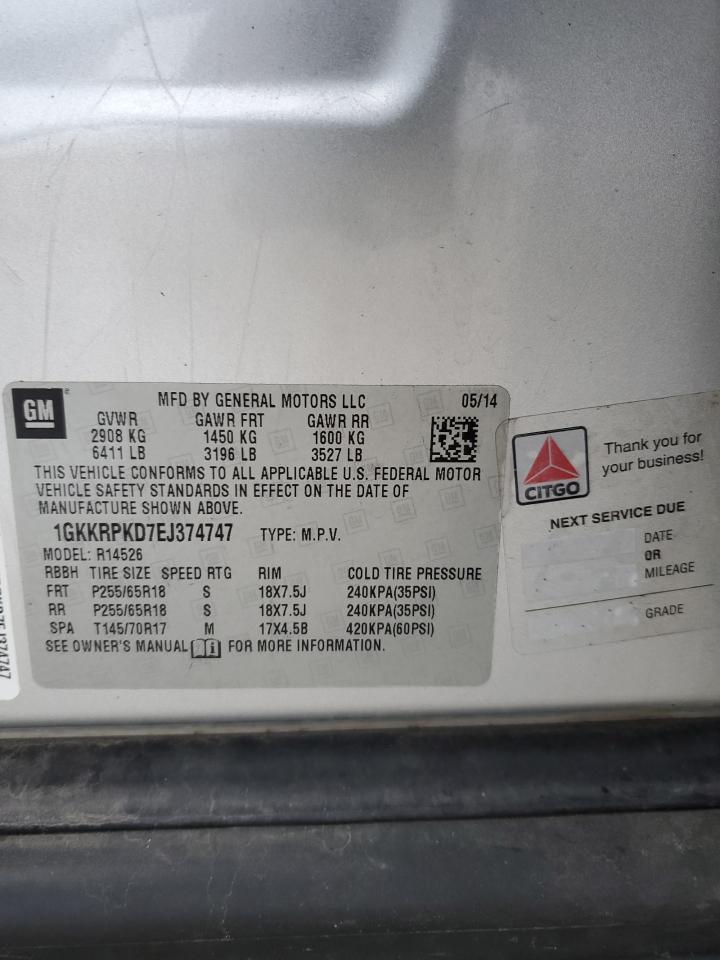 GM
MFD BY GENERAL MOTORS LLC 05/14
GVWR GAWR FRT GAWR RR
2908 KG 1450 KG 1600 KG
6411 LB 3196 LB 3527 LB
THIS VEHICLE CONFORMS TO ALL APPLICABLE U.S. FEDERAL MOTOR
VEHICLE SAFETY STANDARDS IN EFFECT ON THE DATE OF
MANUFACTURE SHOWN ABOVE.
1GKKRPKD7EJ374747 TYPE: M.P.V.
MODEL: R14526
RBBH TIRE SIZE SPEED RTG RIM COLD TIRE PRESSURE
FRT P255/65R18 S 18X7.5J 240KPA(35PSI)
RR P255/65R18 S 18X7.5J 240KPA(35PSI)
SPA T145/70R17 M 17X4.5B 420KPA(60PSI)
SEE OWNER'S MANUAL FOR MORE INFORMATION.
CITGO
Thank you for
your business!
NEXT SERVICE DUE
DATE
OR
MILEAGE
GRADE